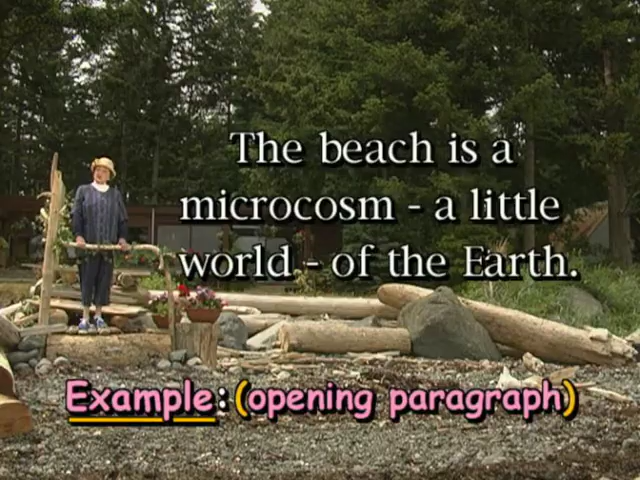 The beach is a
microcosm - a little
world - of the Earth.
Example: (opening paragraph)